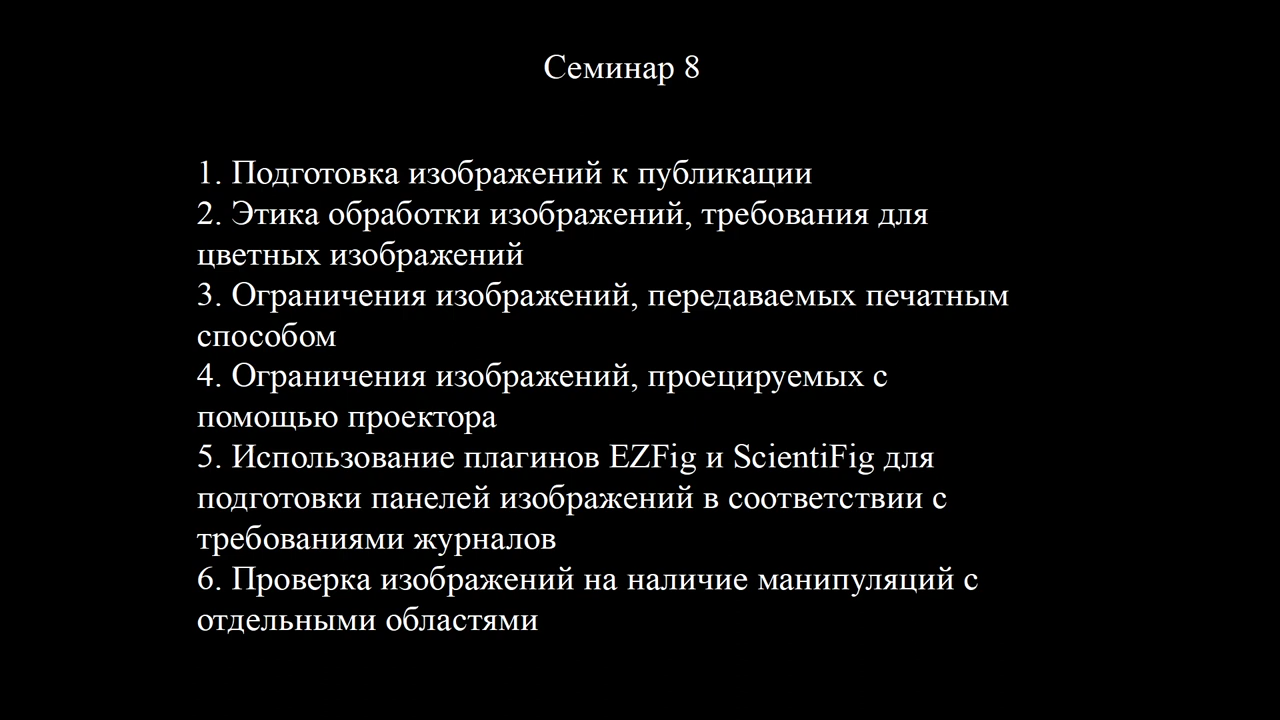 Семинар 8
1. Подготовка изображений к публикации
2. Этика обработки изображений, требования для
цветных изображений
3. Ограничения изображений, передаваемых печатным
способом
4. Ограничения изображений, проецируемых с
помощью проектора
5. Использование плагинов EZFig и ScientiFig для
подготовки панелей изображений в соответствии с
требованиями журналов
6. Проверка изображений на наличие манипуляций с
отдельными областями